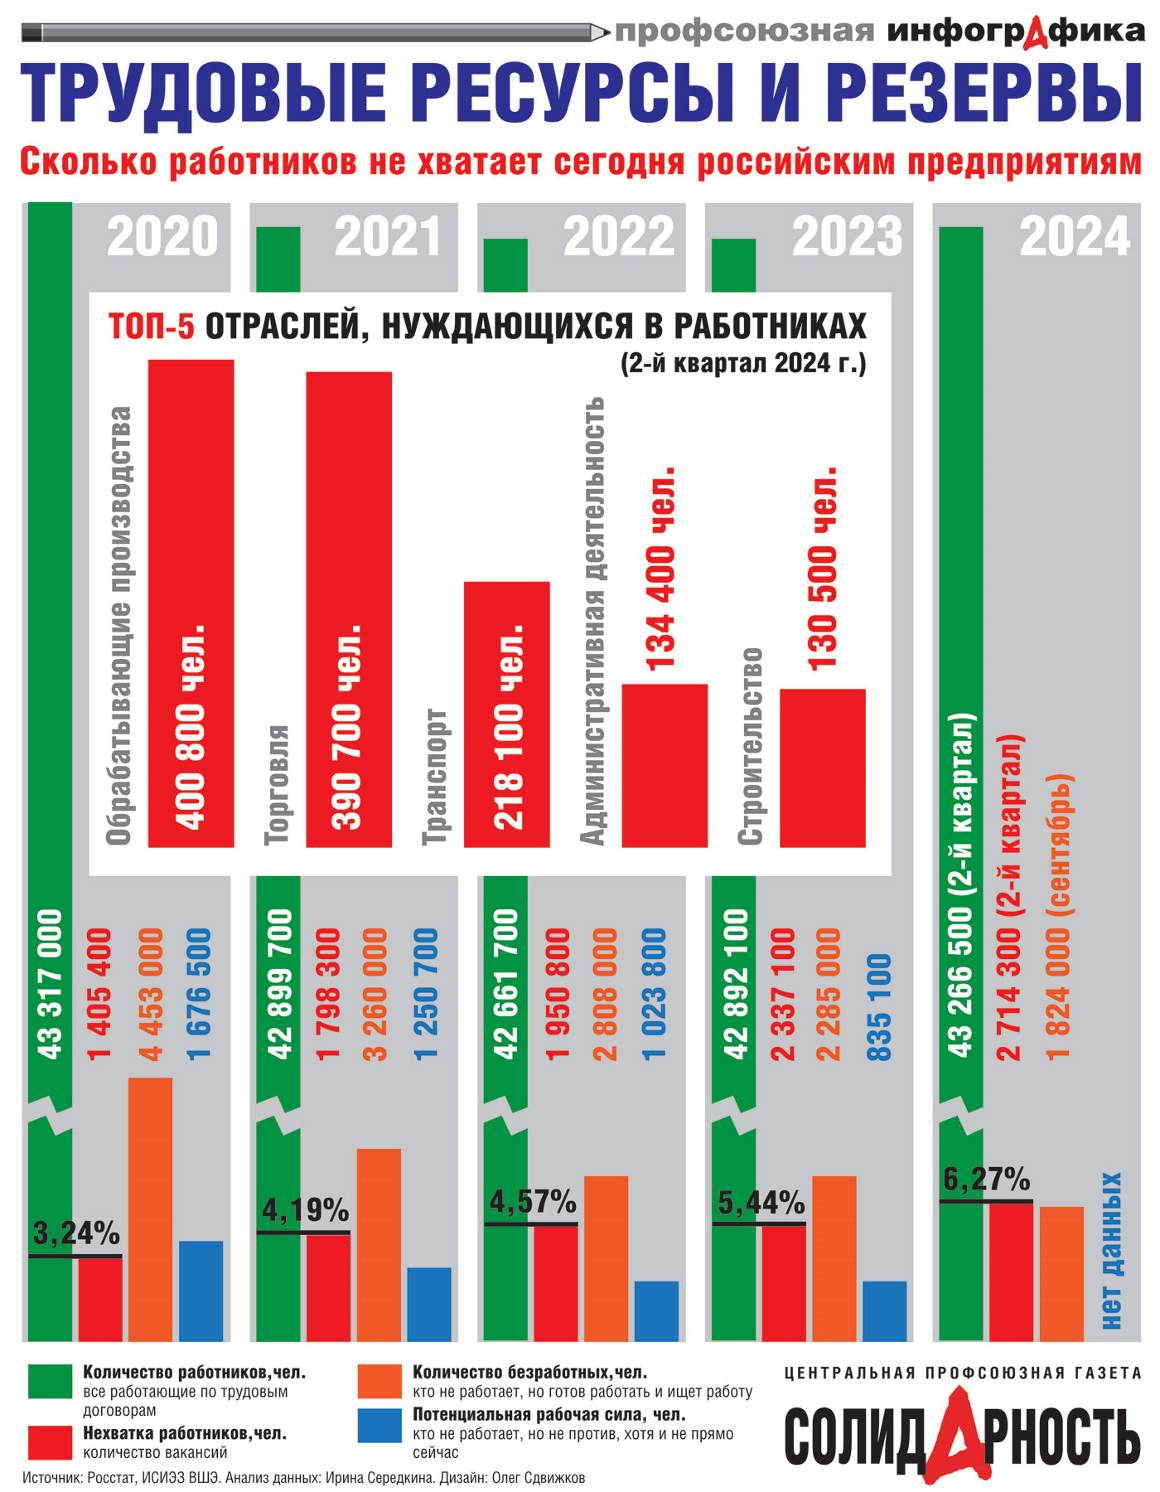 профсоюзная инфогрАфика
ТРУДОВЫЕ РЕСУРСЫ И РЕЗЕРВЫ
Сколько работников не хватает сегодня российским предприятиям
2020
2021
2022
2023
2024
ТОП-5 ОТРАСЛЕЙ, НУЖДАЮЩИХСЯ В РАБОТНИКАХ
(2-й квартал 2024 г.)
Обрабатывающие производства
400 800 чел.
Торговля
390 700 чел.
Транспорт
218 100 чел.
Административная деятельность
134 400 чел.
Строительство
130 500 чел.
43 317 000
1 405 400
4 453 000
1 676 500
3,24%
42 899 700
1 798 300
3 260 000
1 250 700
4,19%
42 661 700
1 950 800
2 808 000
1 023 800
4,57%
42 892 100
2 337 100
2 285 000
835 100
5,44%
43 266 500 (2-й квартал)
2 714 300 (2-й квартал)
1 824 000 (сентябрь)
нет данных
6,27%
Количество работников,чел.
все работающие по трудовым
договорам
Нехватка работников,чел.
количество вакансий
Количество безработных,чел.
кто не работает, но готов работать и ищет работу
Потенциальная рабочая сила, чел.
кто не работает, но не против, хотя и не прямо
сейчас
ЦЕНТРАЛЬНАЯ ПРОФСОЮЗНАЯ ГАЗЕТА
СОЛИДАРНОСТЬ
Источник: Росстат, ИСИЭЗ ВШЭ. Анализ данных: Ирина Середкина. Дизайн: Олег Сдвижков